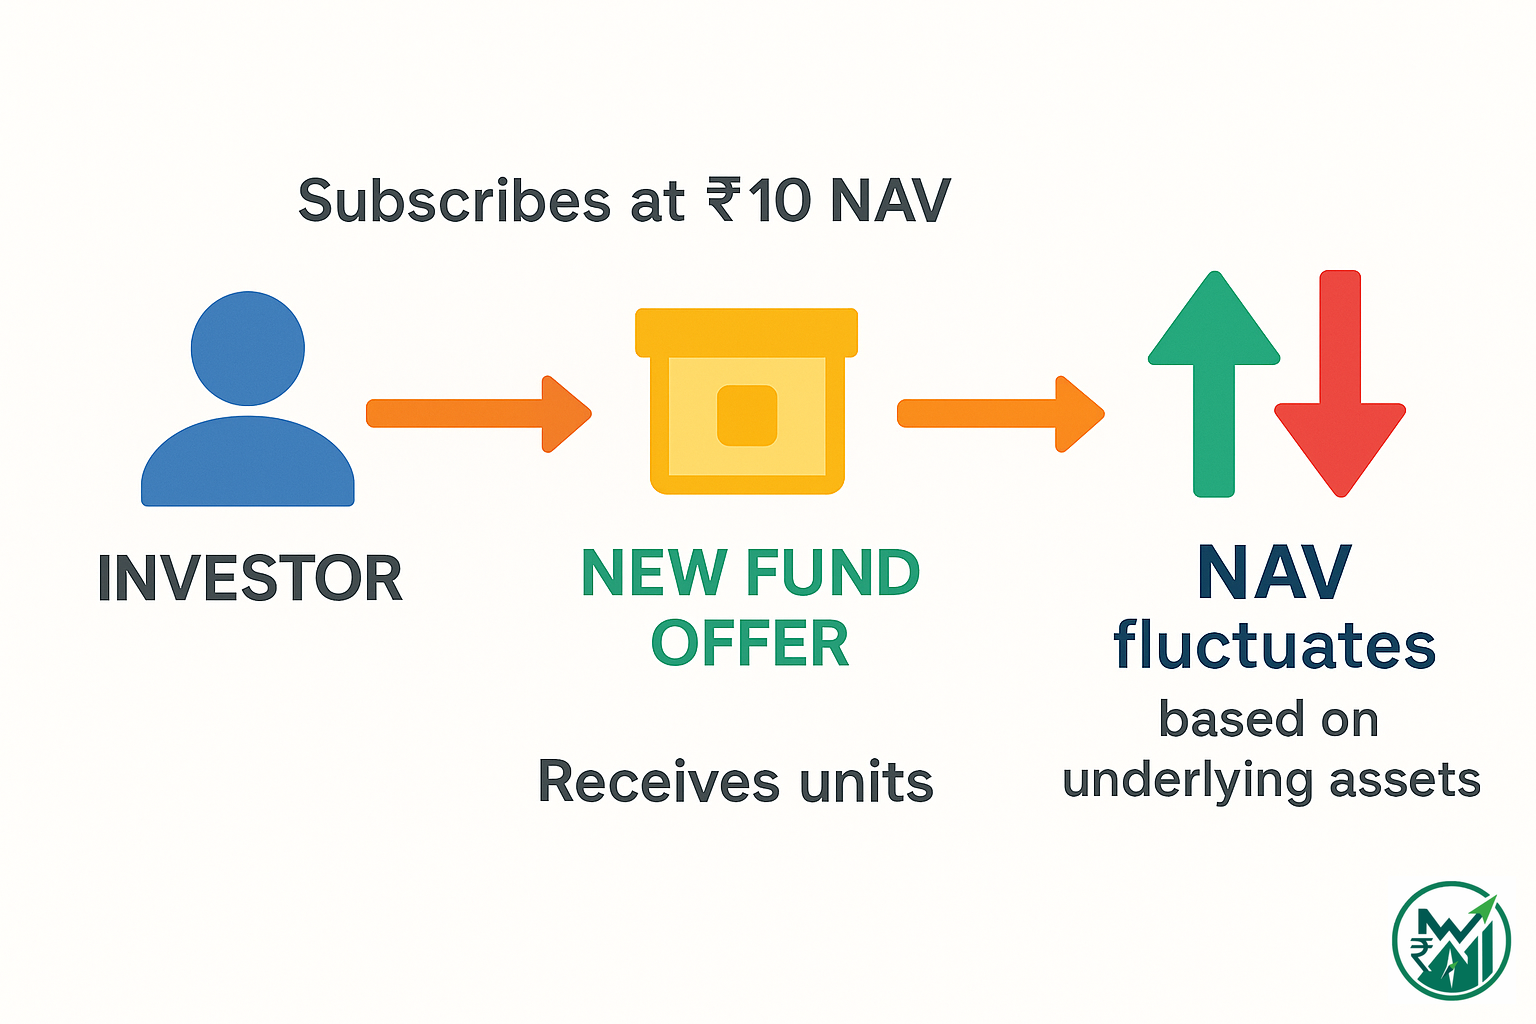 Subscribes at ₹10 NAV
INVESTOR
NEW FUND
OFFER
Receives units
NAV
fluctuates
based on
underlying assets